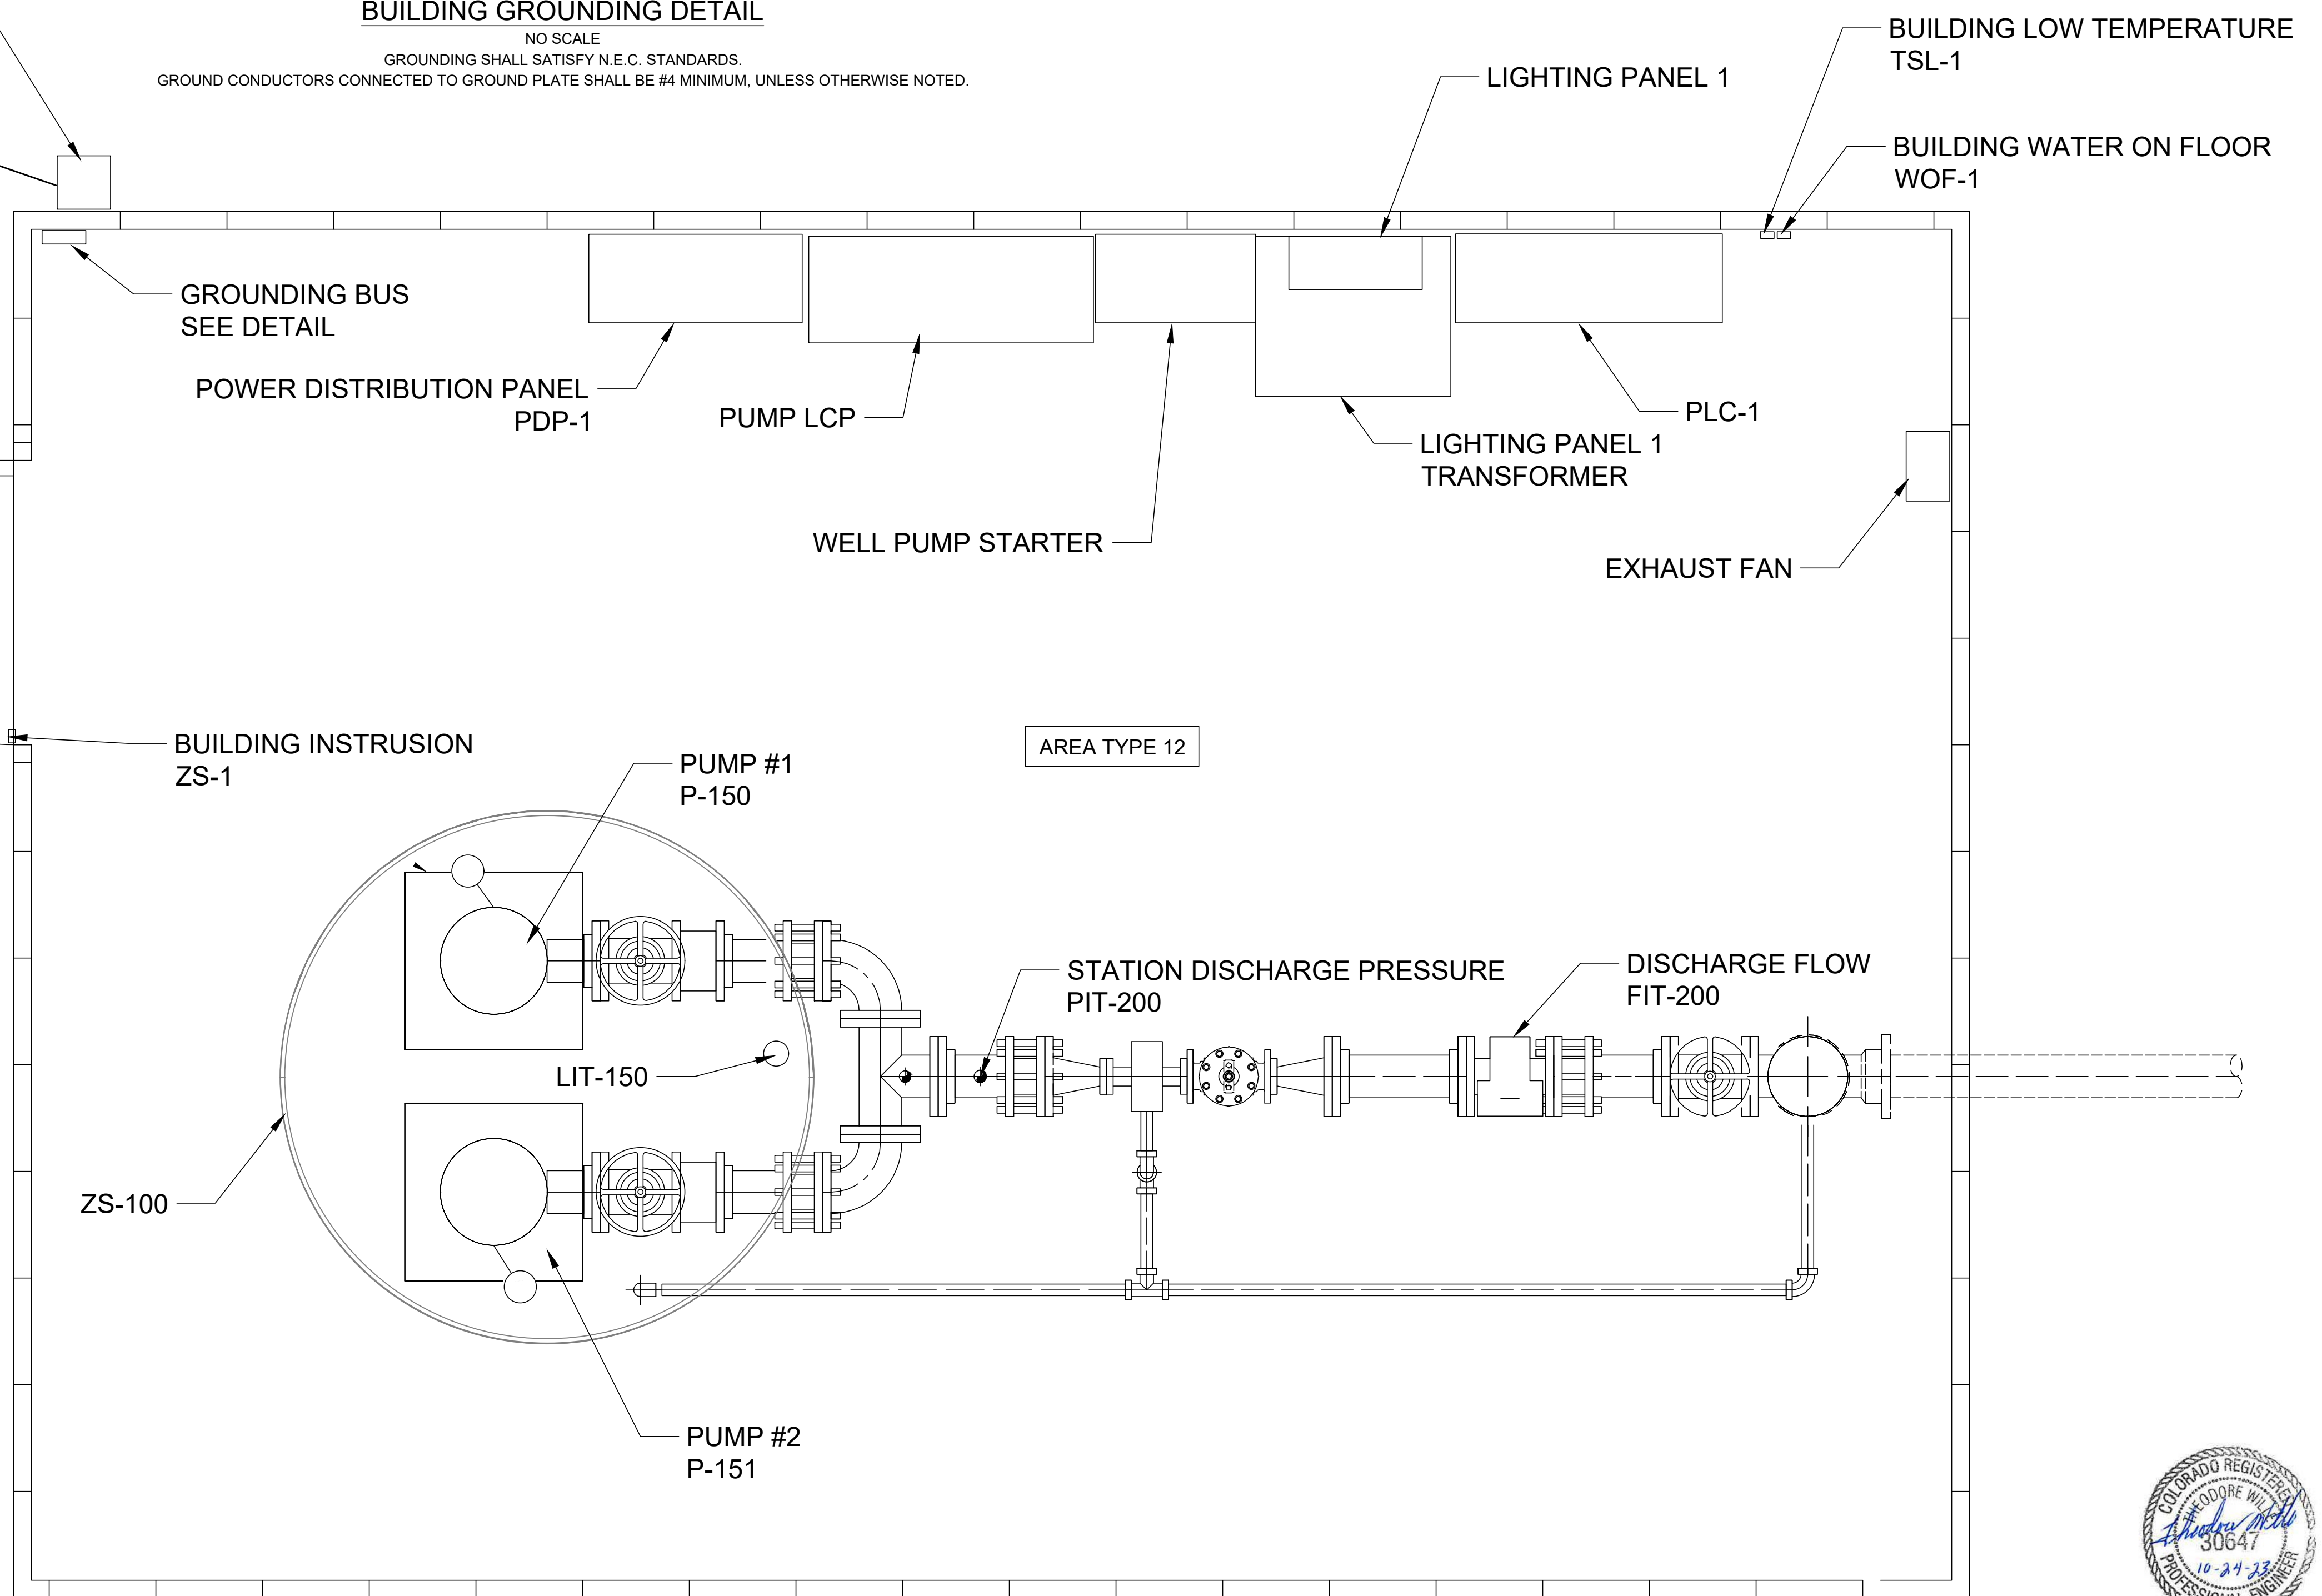 BUILDING GROUNDING DETAIL
NO SCALE
GROUNDING SHALL SATISFY N.E.C. STANDARDS.
GROUND CONDUCTORS CONNECTED TO GROUND PLATE SHALL BE #4 MINIMUM, UNLESS OTHERWISE NOTED.
BUILDING LOW TEMPERATURE
TSL-1
LIGHTING PANEL 1
BUILDING WATER ON FLOOR
WOF-1
GROUNDING BUS
SEE DETAIL
POWER DISTRIBUTION PANEL
PDP-1
PUMP LCP
PLC-1
LIGHTING PANEL 1
TRANSFORMER
WELL PUMP STARTER
EXHAUST FAN
BUILDING INSTRUSION
ZS-1
AREA TYPE 12
PUMP #1
P-150
STATION DISCHARGE PRESSURE
PIT-200
DISCHARGE FLOW
FIT-200
LIT-150
ZS-100
PUMP #2
P-151
COLORADO REGISTERED
THEODORE
30647
10-24-23
PROFESSIONAL ENGINEER